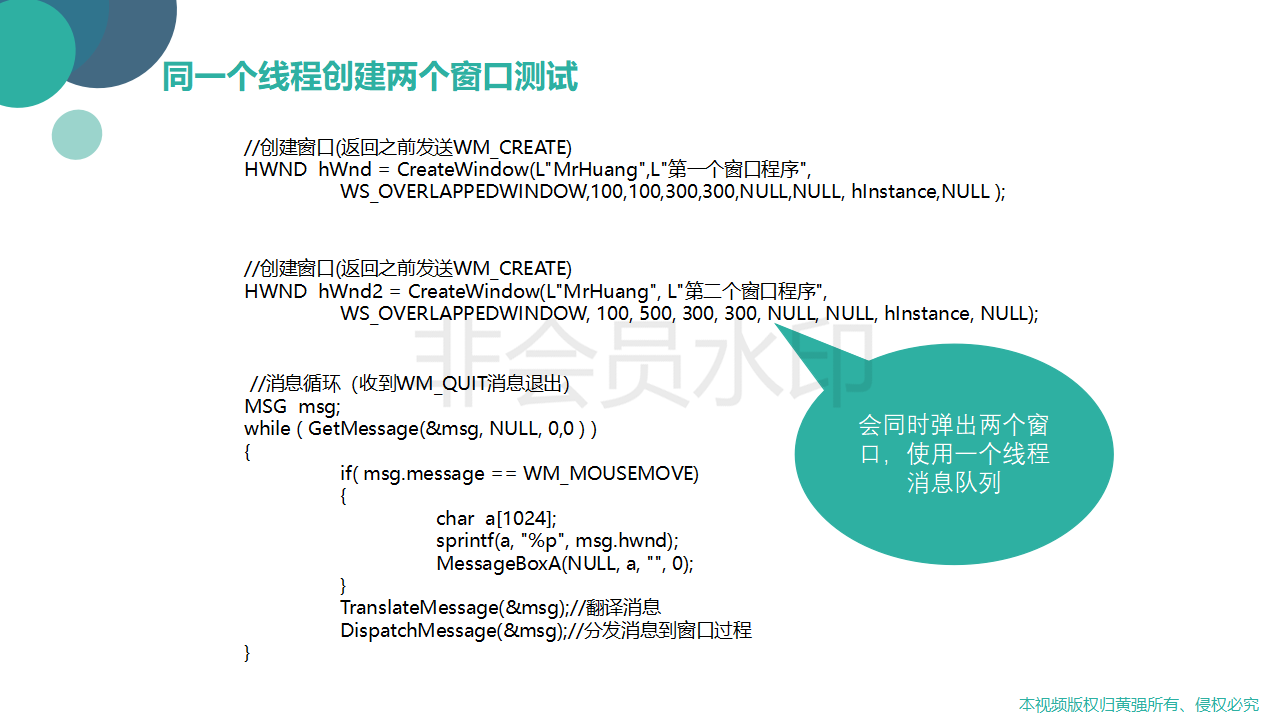 同一个线程创建两个窗口测试
//创建窗口(返回之前发送WM_CREATE)
HWND  hWnd = CreateWindow(L"MrHuang",L"第一个窗口程序",
WS_OVERLAPPEDWINDOW,100,100,300,300,NULL,NULL, hInstance,NULL );
//创建窗口(返回之前发送WM_CREATE)
HWND  hWnd2 = CreateWindow(L"MrHuang", L"第二个窗口程序",
WS_OVERLAPPEDWINDOW, 100, 500, 300, 300, NULL, NULL, hInstance, NULL);
非会员水印
//消息循环（收到WM_QUIT消息退出）
MSG  msg;
while ( GetMessage(&msg, NULL, 0,0 ) )
{
if( msg.message == WM_MOUSEMOVE)
{
char  a[1024];
sprintf(a, "%p", msg.hwnd);
MessageBoxA(NULL, a, "", 0);
}
TranslateMessage(&msg);//翻译消息
DispatchMessage(&msg);//分发消息到窗口过程
}
会同时弹出两个窗
口，使用一个线程
消息队列
本视频版权归黄强所有、侵权必究